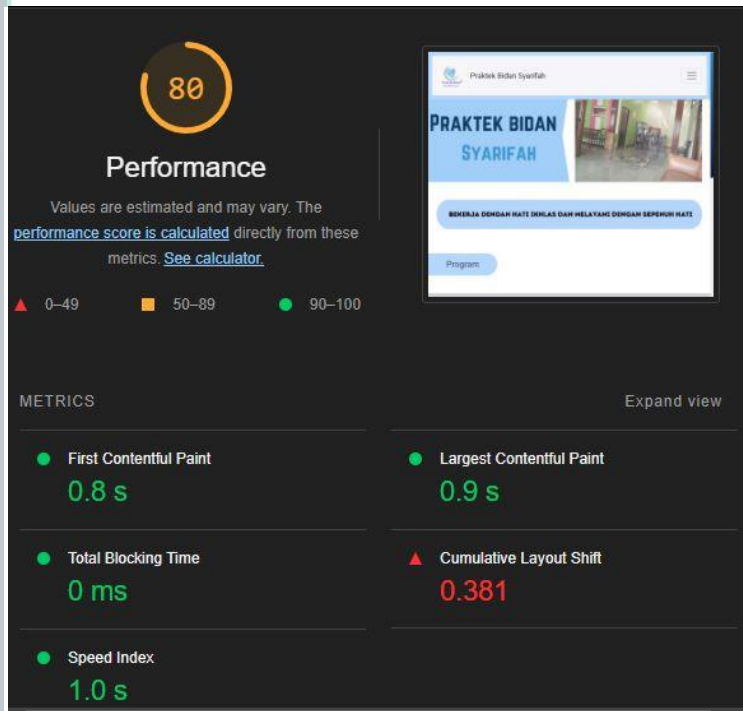 80
Performance
Values are estimated and may vary. The
performance score is calculated directly from these
metrics. See calculator.
0–49
50–89
90–100
Praktek Bidan Syarifah
PRAKTEK BIDAN
SYARIFAH
BEKERJA DENGAN HATI IKHLAS DAN MELAYANI DENGAN SEPENUH HATI
Program
METRICS
Expand view
First Contentful Paint
0.8 s
Largest Contentful Paint
0.9 s
Total Blocking Time
0 ms
Cumulative Layout Shift
0.381
Speed Index
1.0 s